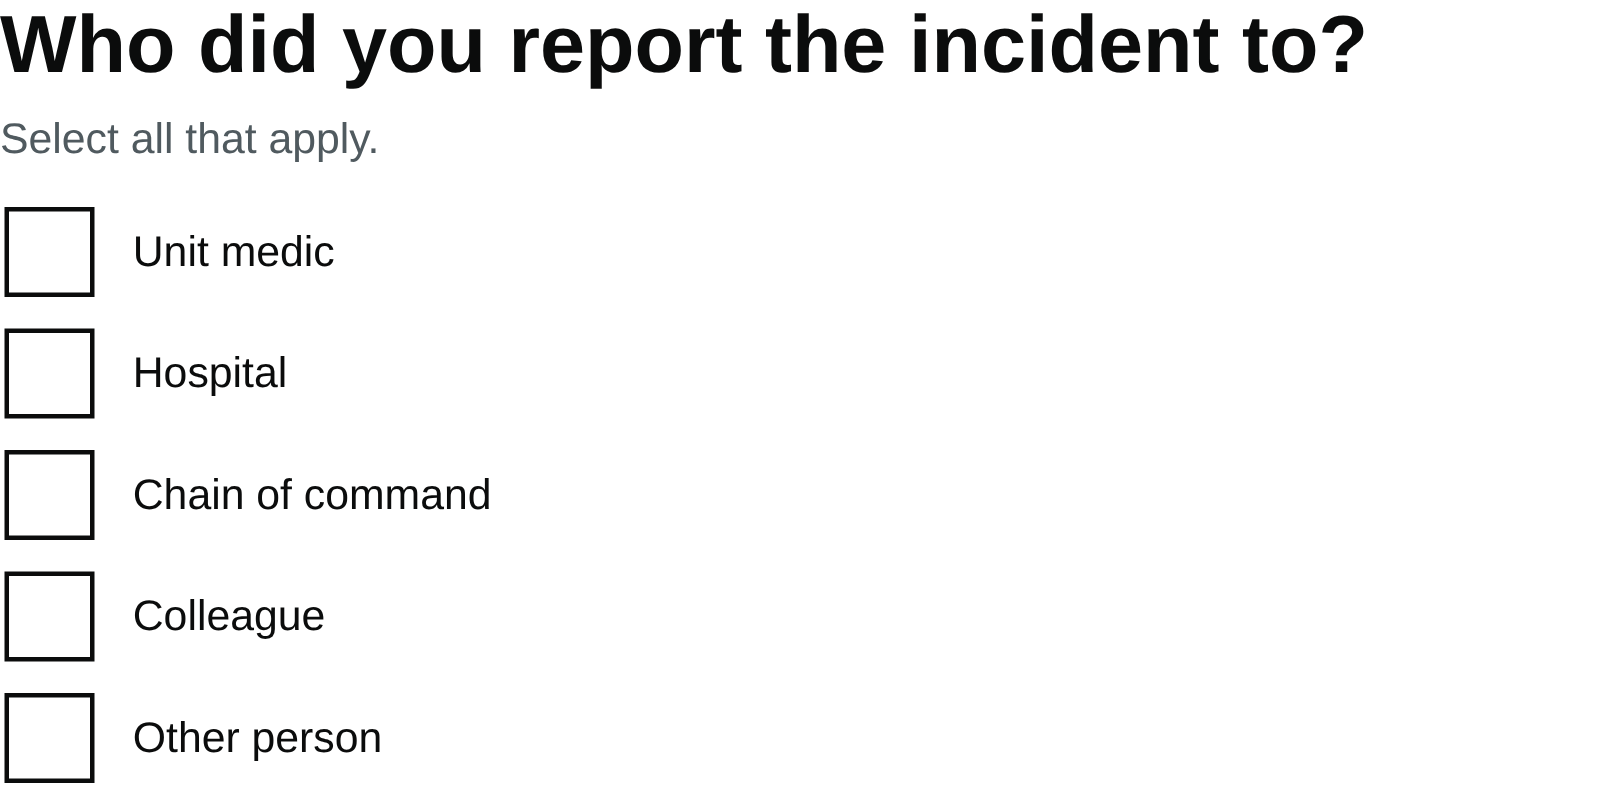 Who did you report the incident to?
Select all that apply.
Unit medic
Hospital
Chain of command
Colleague
Other person